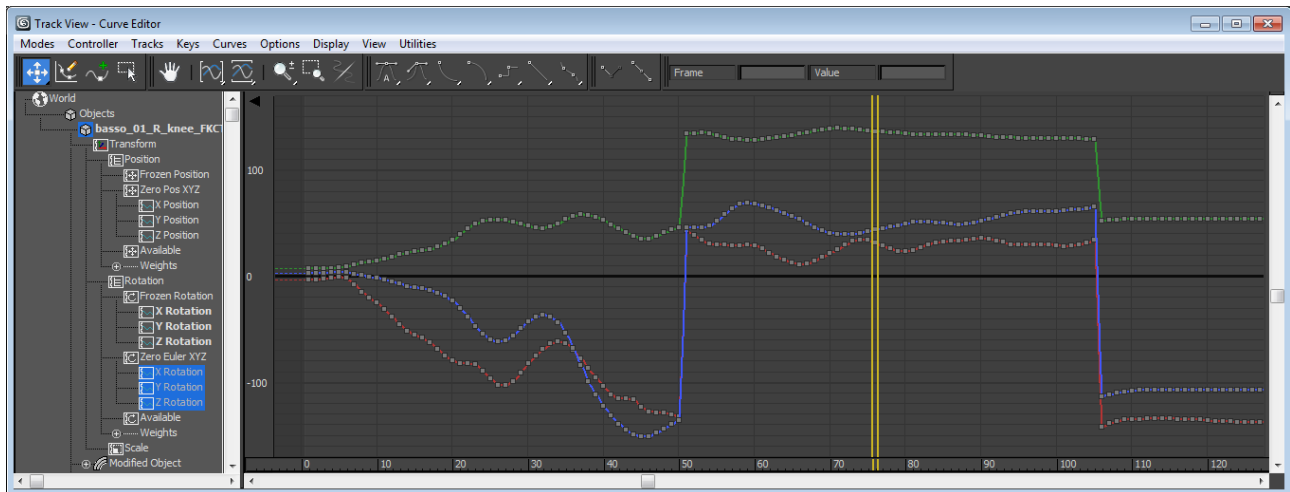 Track View - Curve Editor
Modes Controller Tracks Keys Curves Options Display View Utilities
Frame Value
World
Objects
basso_01_R_knee_FKC
Transform
Position
Frozen Position
Zero Pos XYZ
X Position
Y Position
Z Position
Available
Weights
Rotation
Frozen Rotation
X Rotation
Y Rotation
Z Rotation
Zero Euler XYZ
X Rotation
Y Rotation
Z Rotation
Available
Weights
Scale
Modified Object
100
0
-100
0 10 20 30 40 50 60 70 80 90 100 110 120